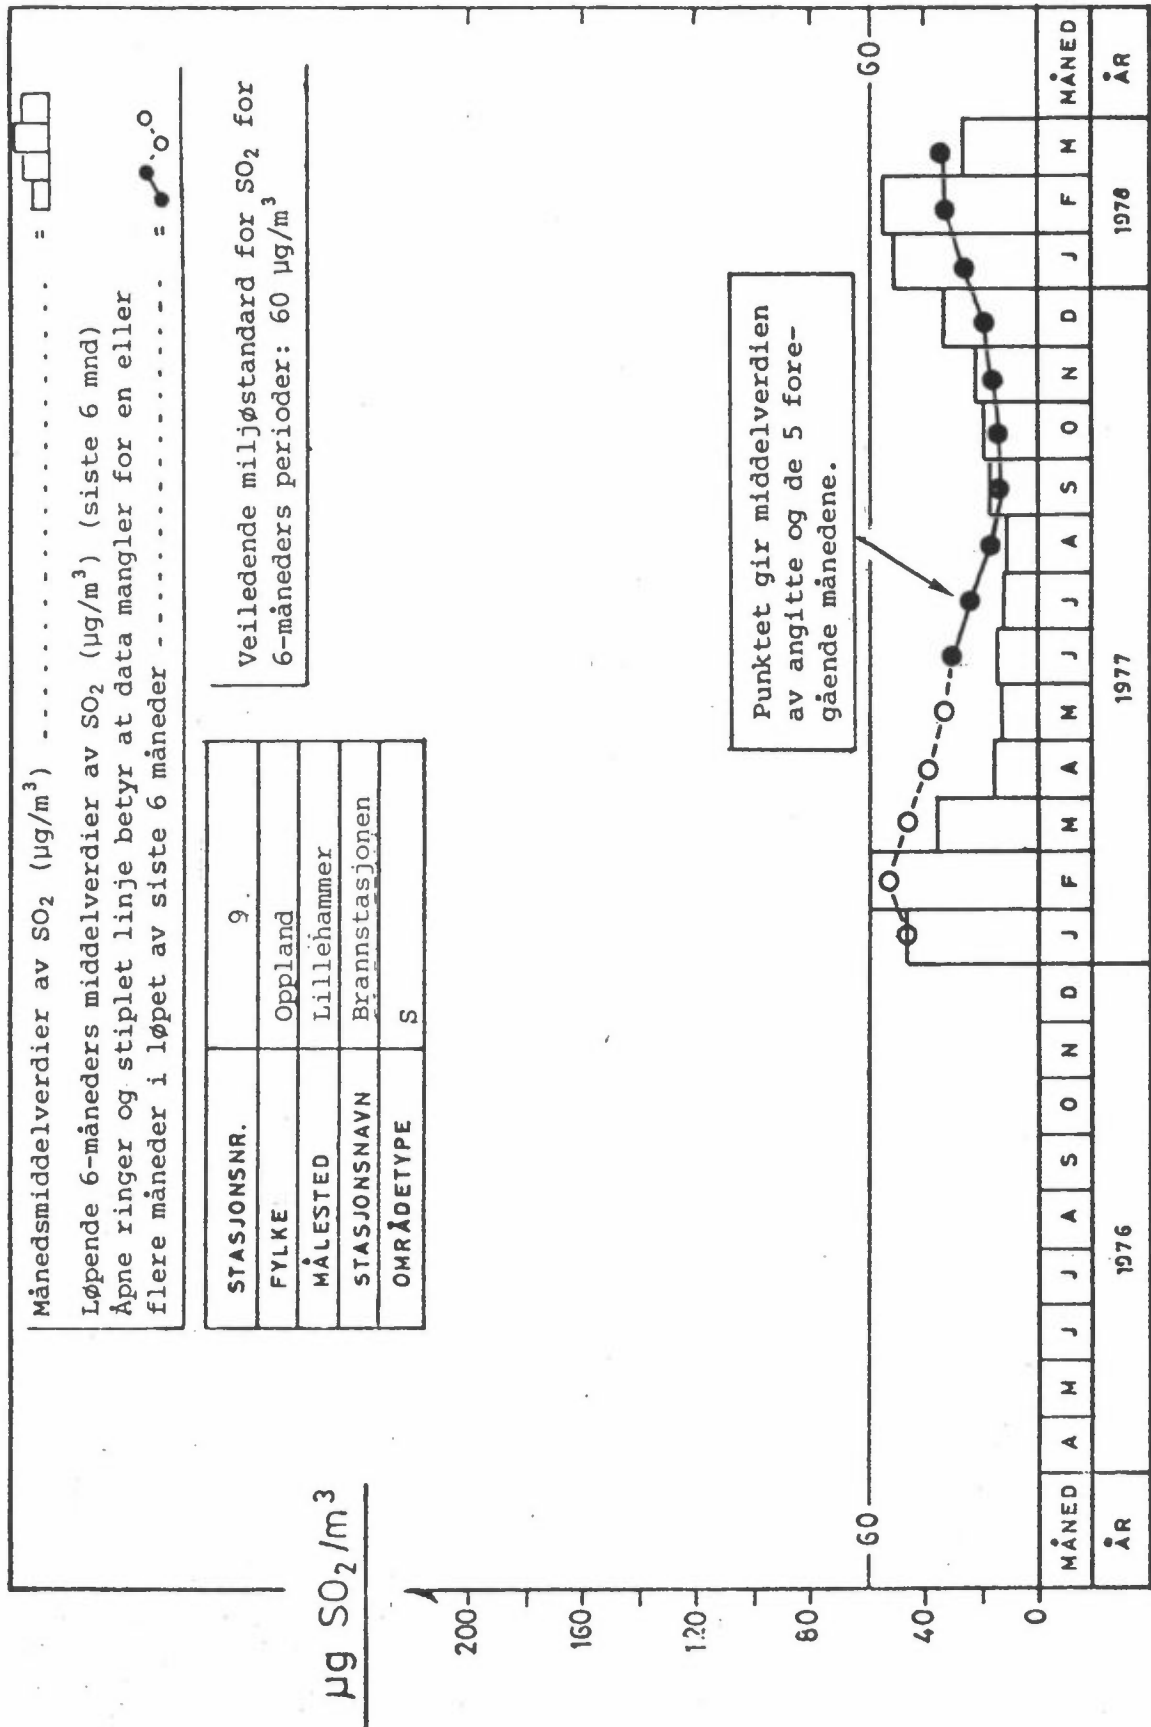 Månedsmiddelverdier av SO₂ (µg/m³) ---------------------------- =
Løpende 6-måneders middelverdier av SO₂ (µg/m³) (siste 6 mnd)
Åpne ringer og stiplet linje betyr at data mangler for en eller
flere måneder i løpet av siste 6 måneder ------------------- =
STASJONSNR. 9.
FYLKE Oppland
MÅLESTED Lillehammer
STASJONSNAVN Brannstasjonen
OMRÅDETYPE S
Veiledende miljøstandard for SO₂ for
6-måneders perioder: 60 µg/m³
µg SO₂/m³
200
160
120
80
40
0
60
60
Punktet gir middelverdien
av angitte og de 5 fore-
gående månedene.
MÅNED A M J J A S O N D J F M A M J J A S O N D J F M MÅNED
ÅR 1976 1977 1978 ÅR